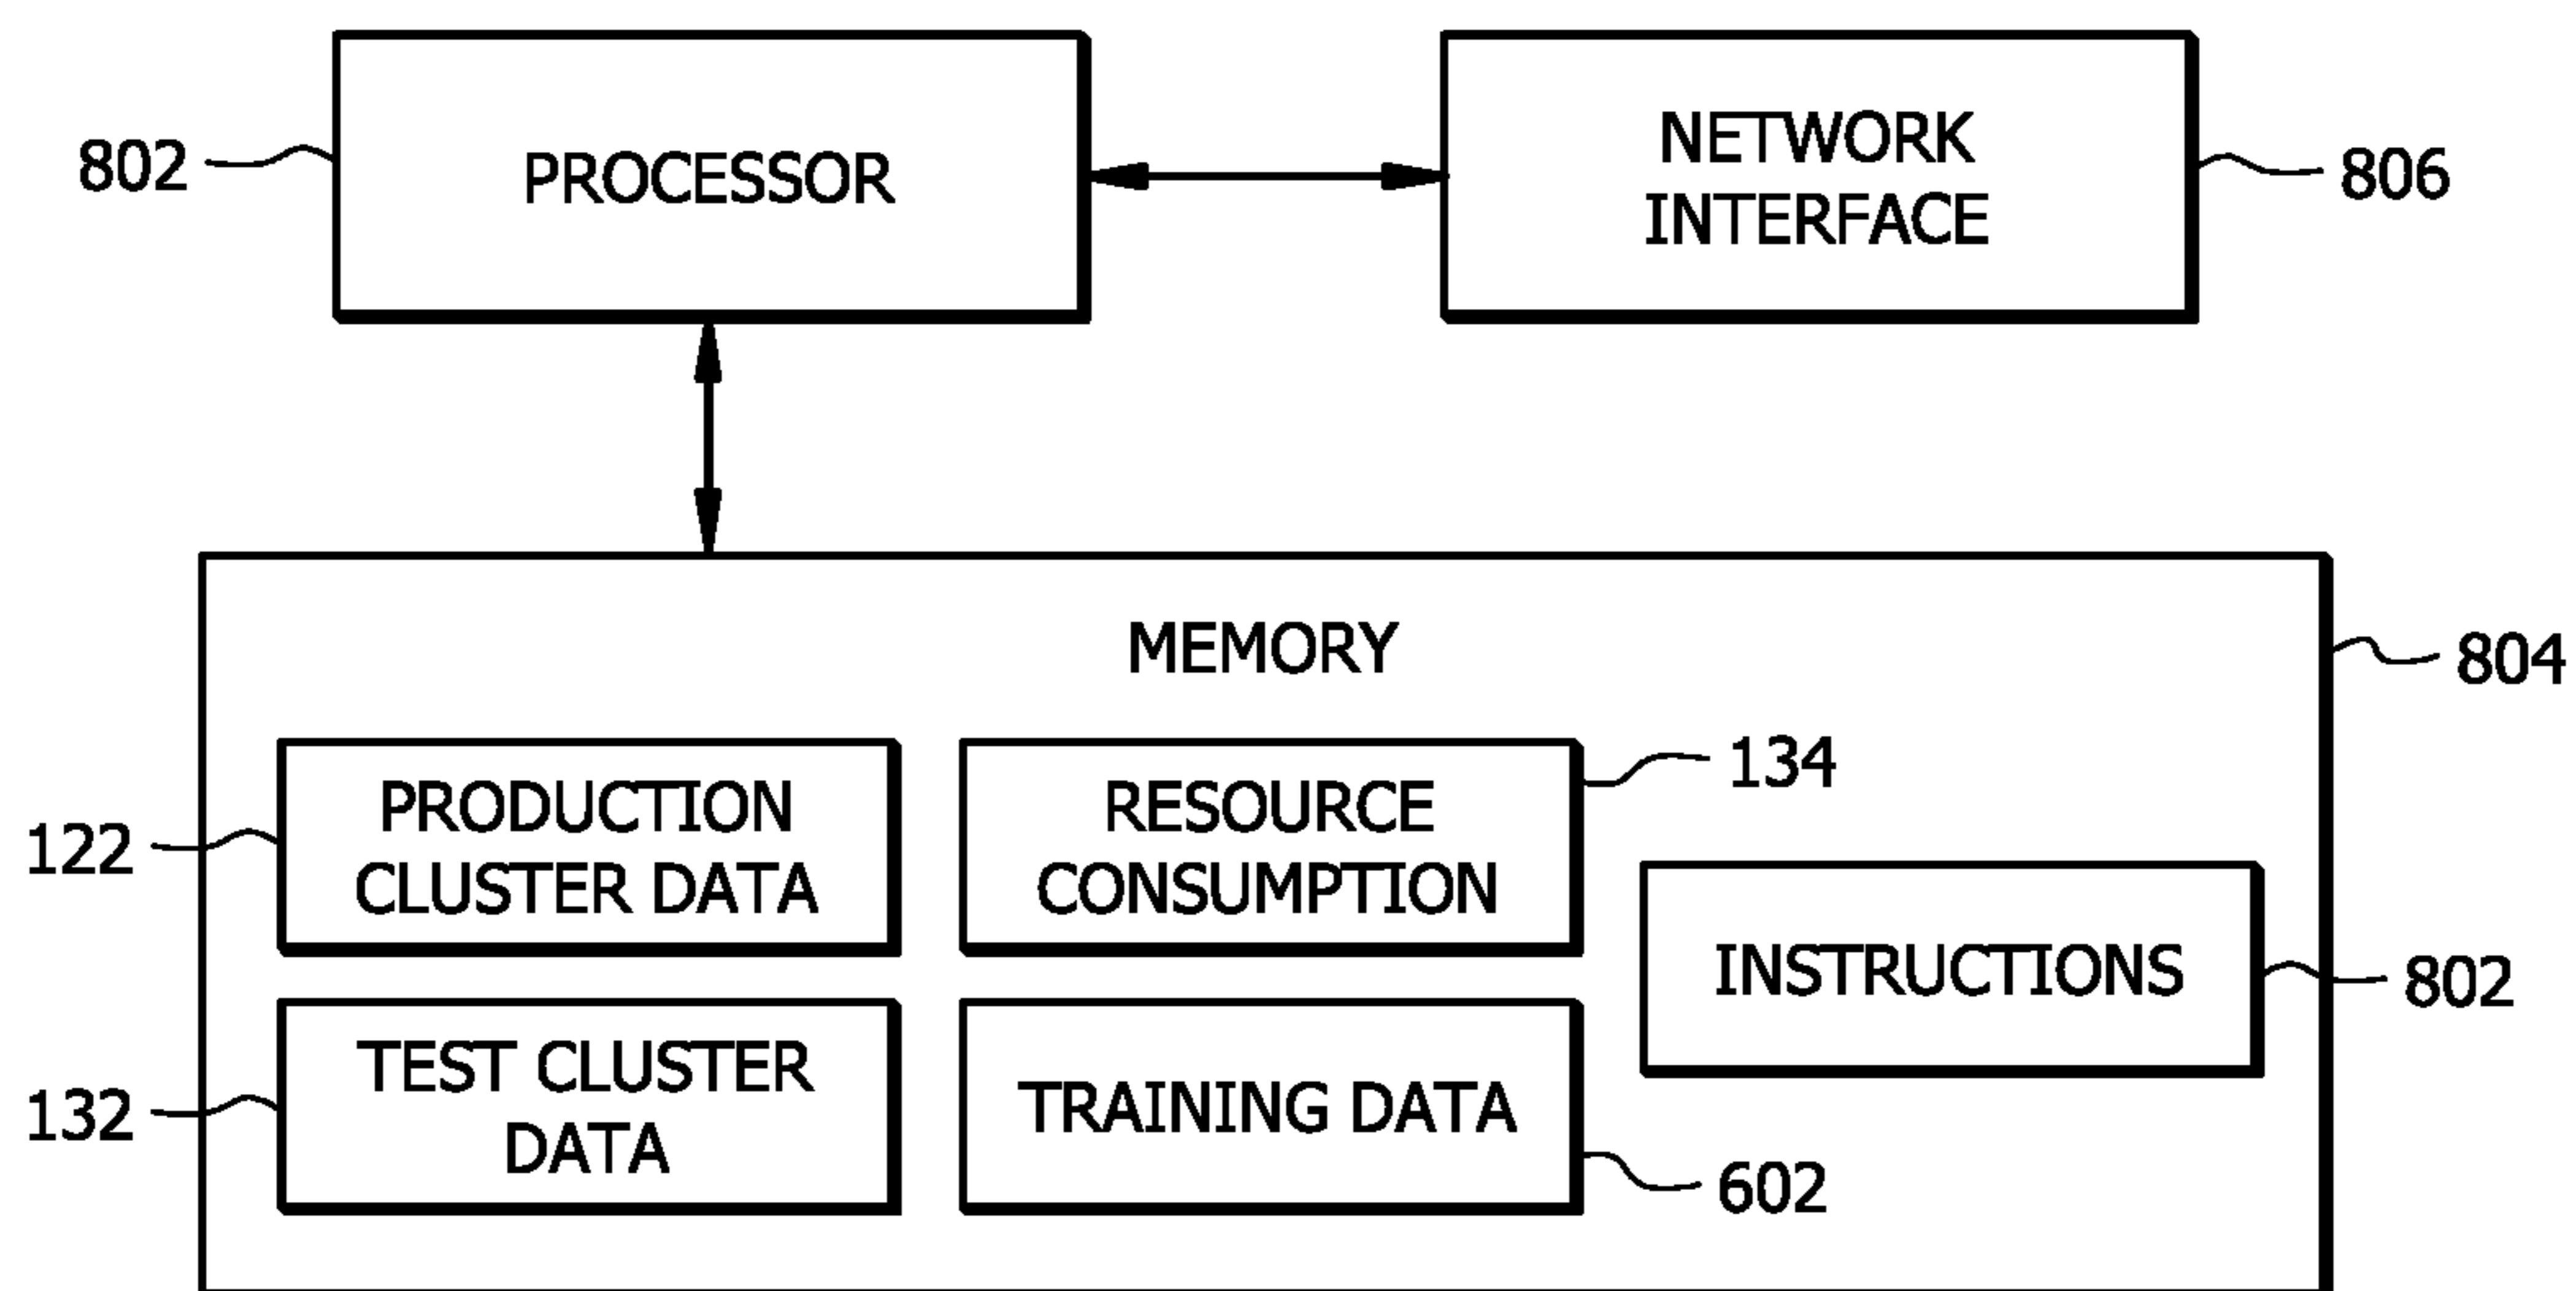 802
PROCESSOR
NETWORK
INTERFACE
806
MEMORY
804
122
PRODUCTION
CLUSTER DATA
RESOURCE
CONSUMPTION
134
INSTRUCTIONS
802
132
TEST CLUSTER
DATA
TRAINING DATA
602